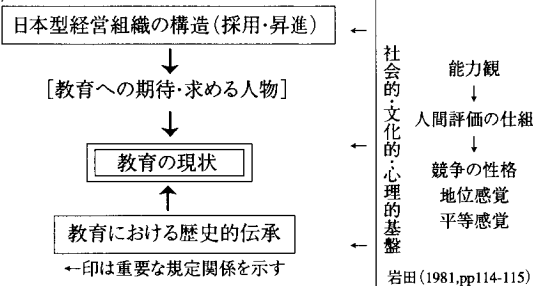 日本型経営組織の構造(採用・昇進)
[教育への期待・求める人物]
教育の現状
教育における歴史的伝承
←印は重要な規定関係を示す
社会的・文化的・心理的基盤
能力観
人間評価の仕組
競争の性格
地位感覚
平等感覚
岩田(1981,pp114-115)